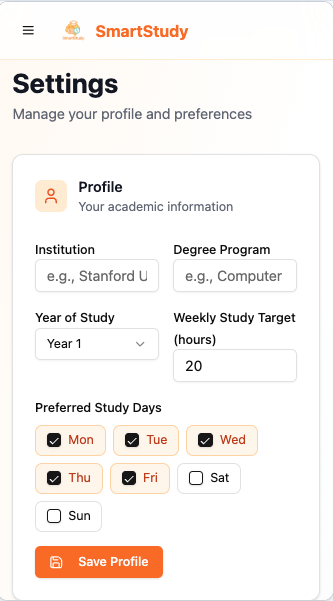 SmartStudy
Settings
Manage your profile and preferences
Profile
Your academic information
Institution
e.g., Stanford U
Degree Program
e.g., Computer
Year of Study
Year 1
Weekly Study Target
(hours)
20
Preferred Study Days
Mon Tue Wed
Thu Fri Sat
Sun
Save Profile